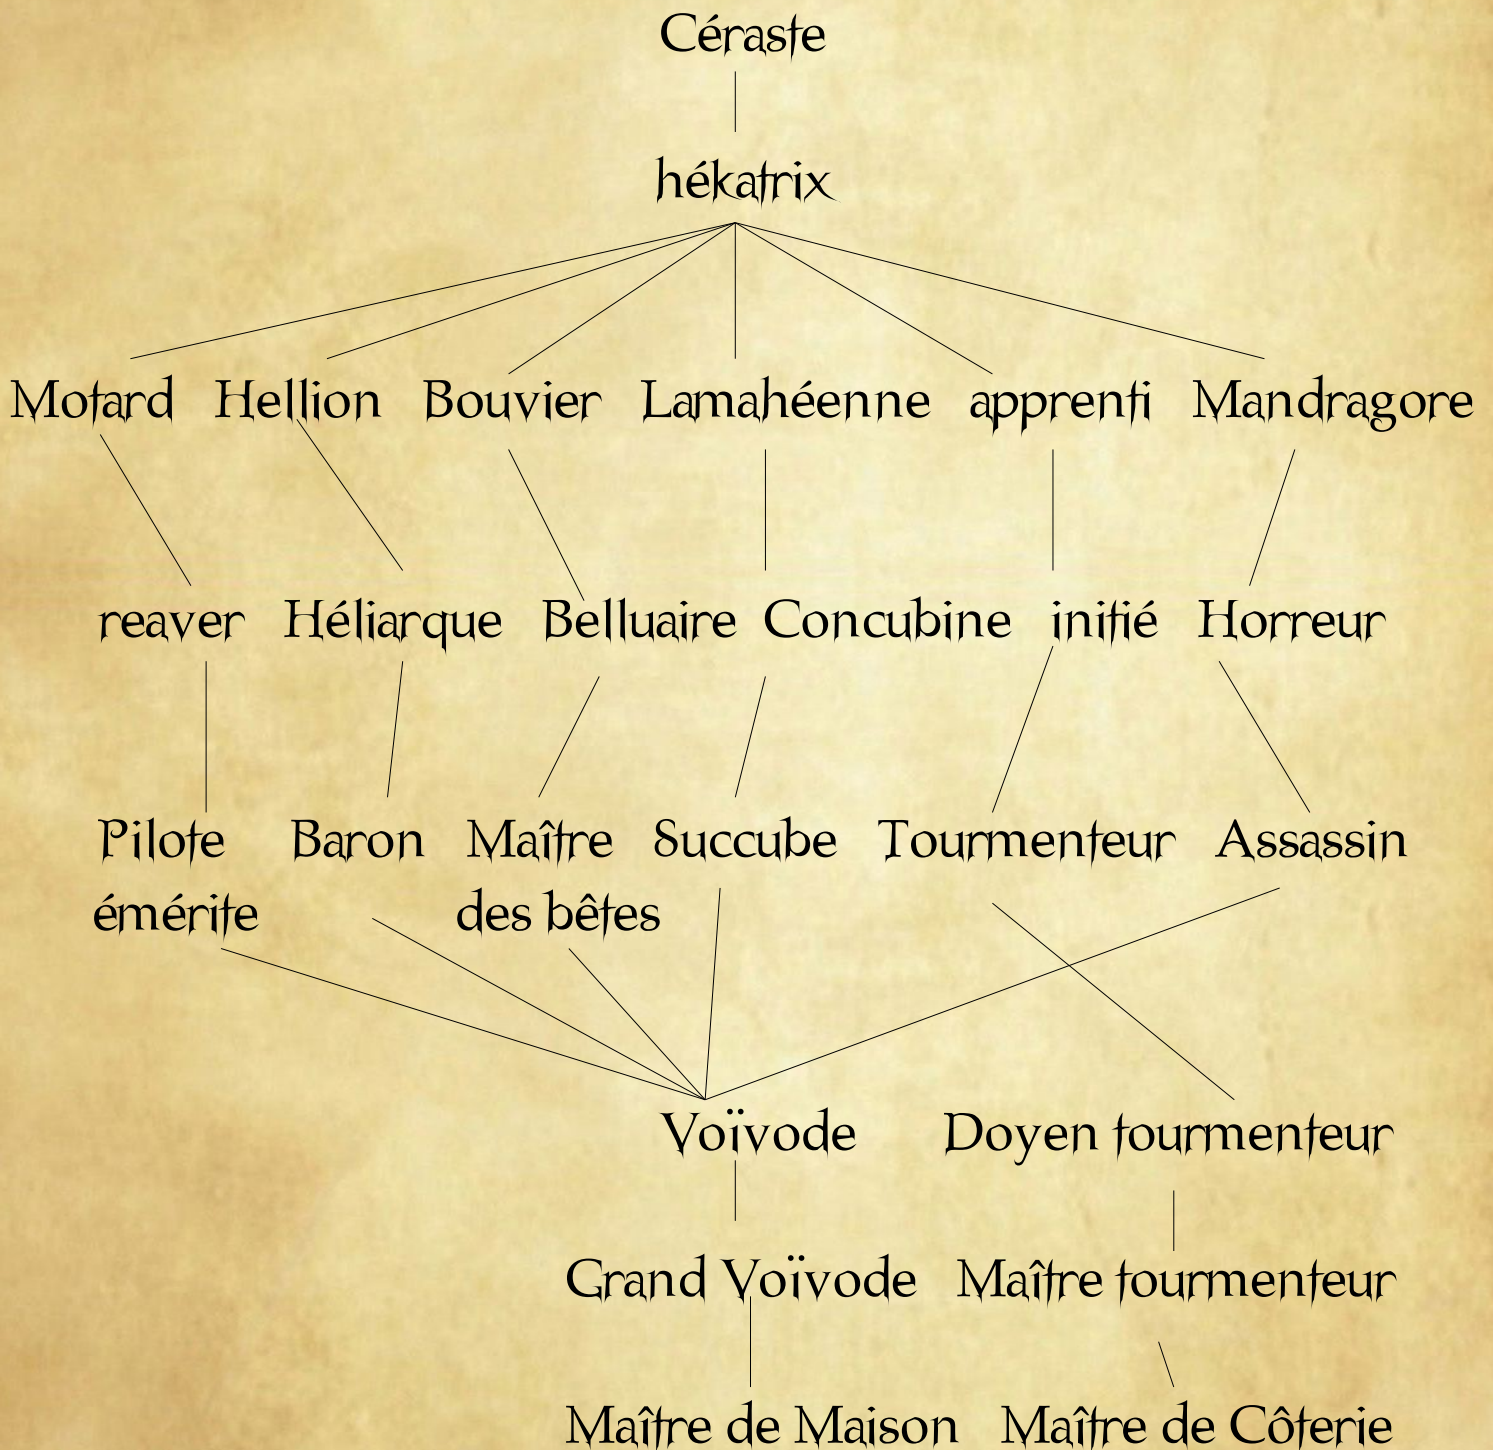 Céraste
hékatrix
Motard Hellion Bouvier Lamahéenne apprenti Mandragore
reaver Héliarque Belluaire Concubine initié Horreur
Pilote Baron Maître Succube Tourmenteur Assassin
émérite des bêtes
Voïvode Doyen tourmenteur
Grand Voïvode Maître tourmenteur
Maître de Maison Maître de Côterie